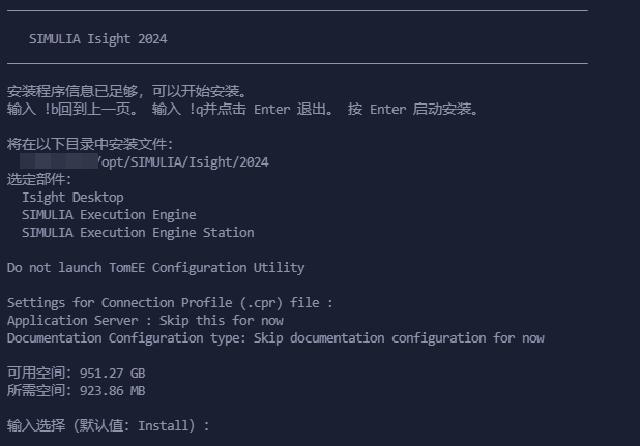 SIMULIA Isight 2024
安装程序信息已足够，可以开始安装。
输入 !b回到上一页。 输入 !q并点击 Enter 退出。 按 Enter 启动安装。
将在以下目录中安装文件:
/opt/SIMULIA/Isight/2024
选定部件:
Isight Desktop
SIMULIA Execution Engine
SIMULIA Execution Engine Station
Do not launch TomEE Configuration Utility
Settings for Connection Profile (.cpr) file :
Application Server : Skip this for now
Documentation Configuration type: Skip documentation configuration for now
可用空间: 951.27 GB
所需空间: 923.86 MB
输入选择 (默认值: Install) :